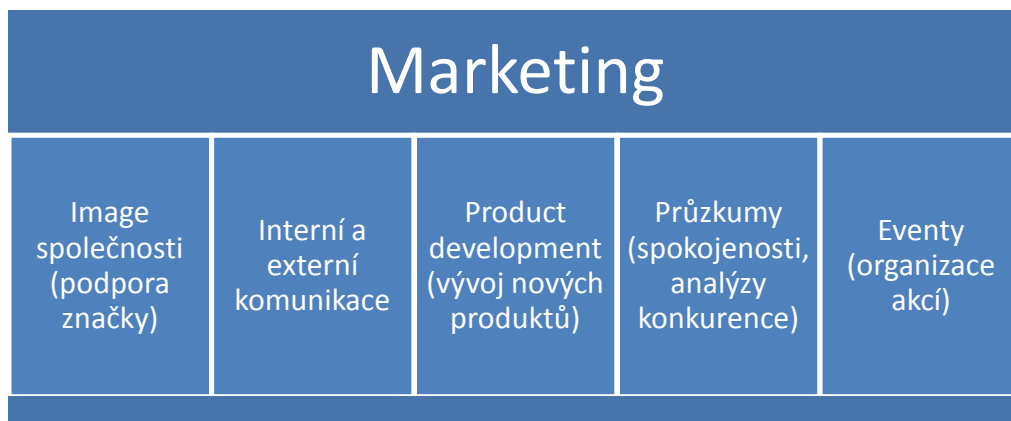 Marketing
Image
společnosti
(podpora
značky)
Interní a
externí
komunikace
Product
development
(vývoj nových
produktů)
Průzkumy
(spokojenosti,
analýzy
konkurence)
Eventy
(organizace
akcí)